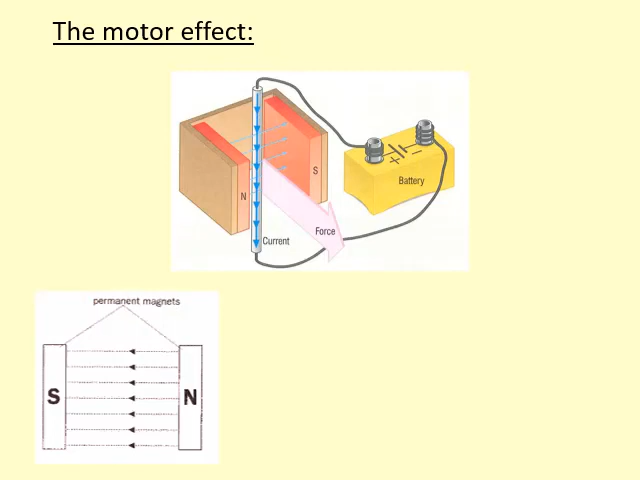 The motor effect:
N
S
Current
Force
+
−
Battery
permanent magnets
S
N